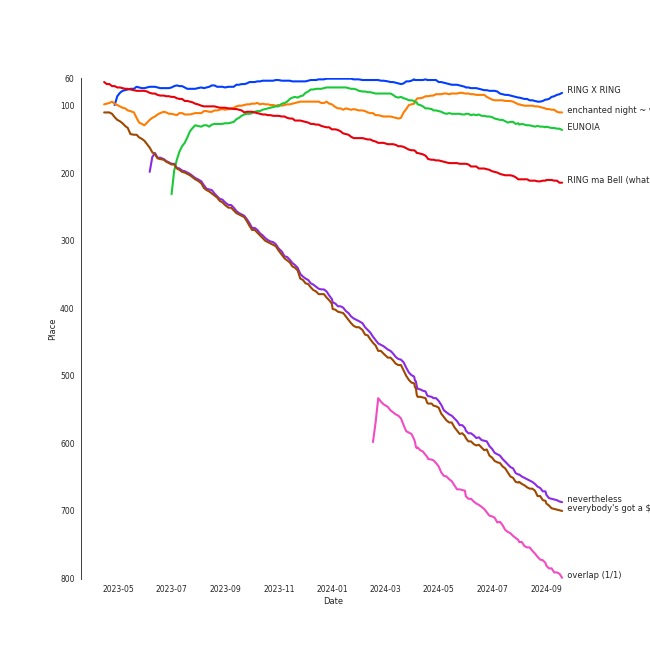 60
100
200
300
400
500
600
700
800
Place
2023-05
2023-07
2023-09
2023-11
2024-01
2024-03
2024-05
2024-07
2024-09
Date
RING X RING
enchanted night ~
EUNOIA
RING ma Bell (what
nevertheless
everybody's got a $
overlap (1/1)